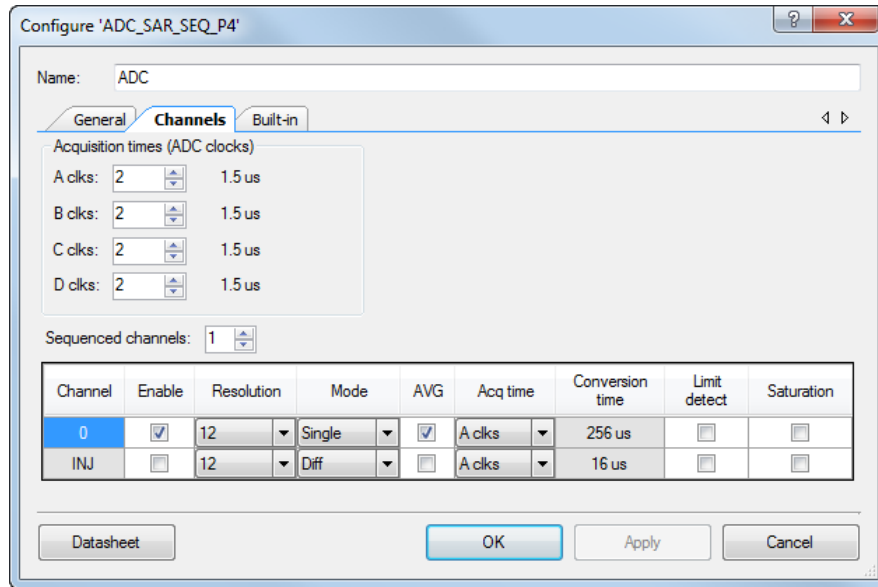 Configure 'ADC_SAR_SEQ_P4'
?
Name: ADC
General Channels Built-in
Acquisition times (ADC clocks)
A clks: 2 1.5 us
B clks: 2 1.5 us
C clks: 2 1.5 us
D clks: 2 1.5 us
Sequenced channels: 1
Channel Enable Resolution Mode AVG Acq time Conversion time Limit detect Saturation
0 12 Single A clks 256 us
INJ 12 Diff A clks 16 us
Datasheet OK Apply Cancel